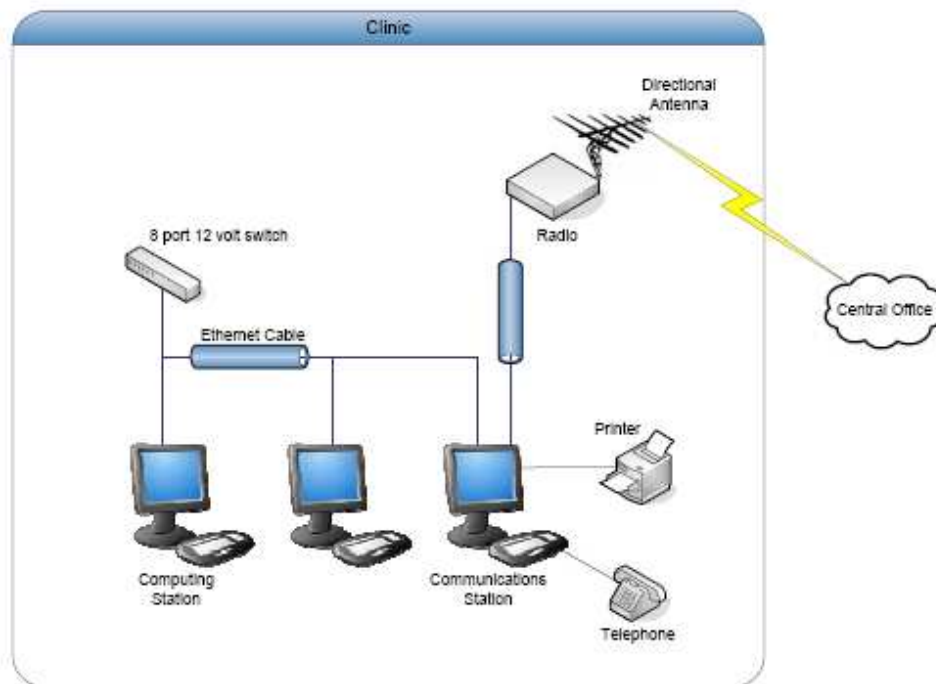 Clinic
Directional
Antenna
Radio
8 port 12 volt switch
Central Office
Ethernet Cable
Printer
Computing
Station
Communications
Station
Telephone